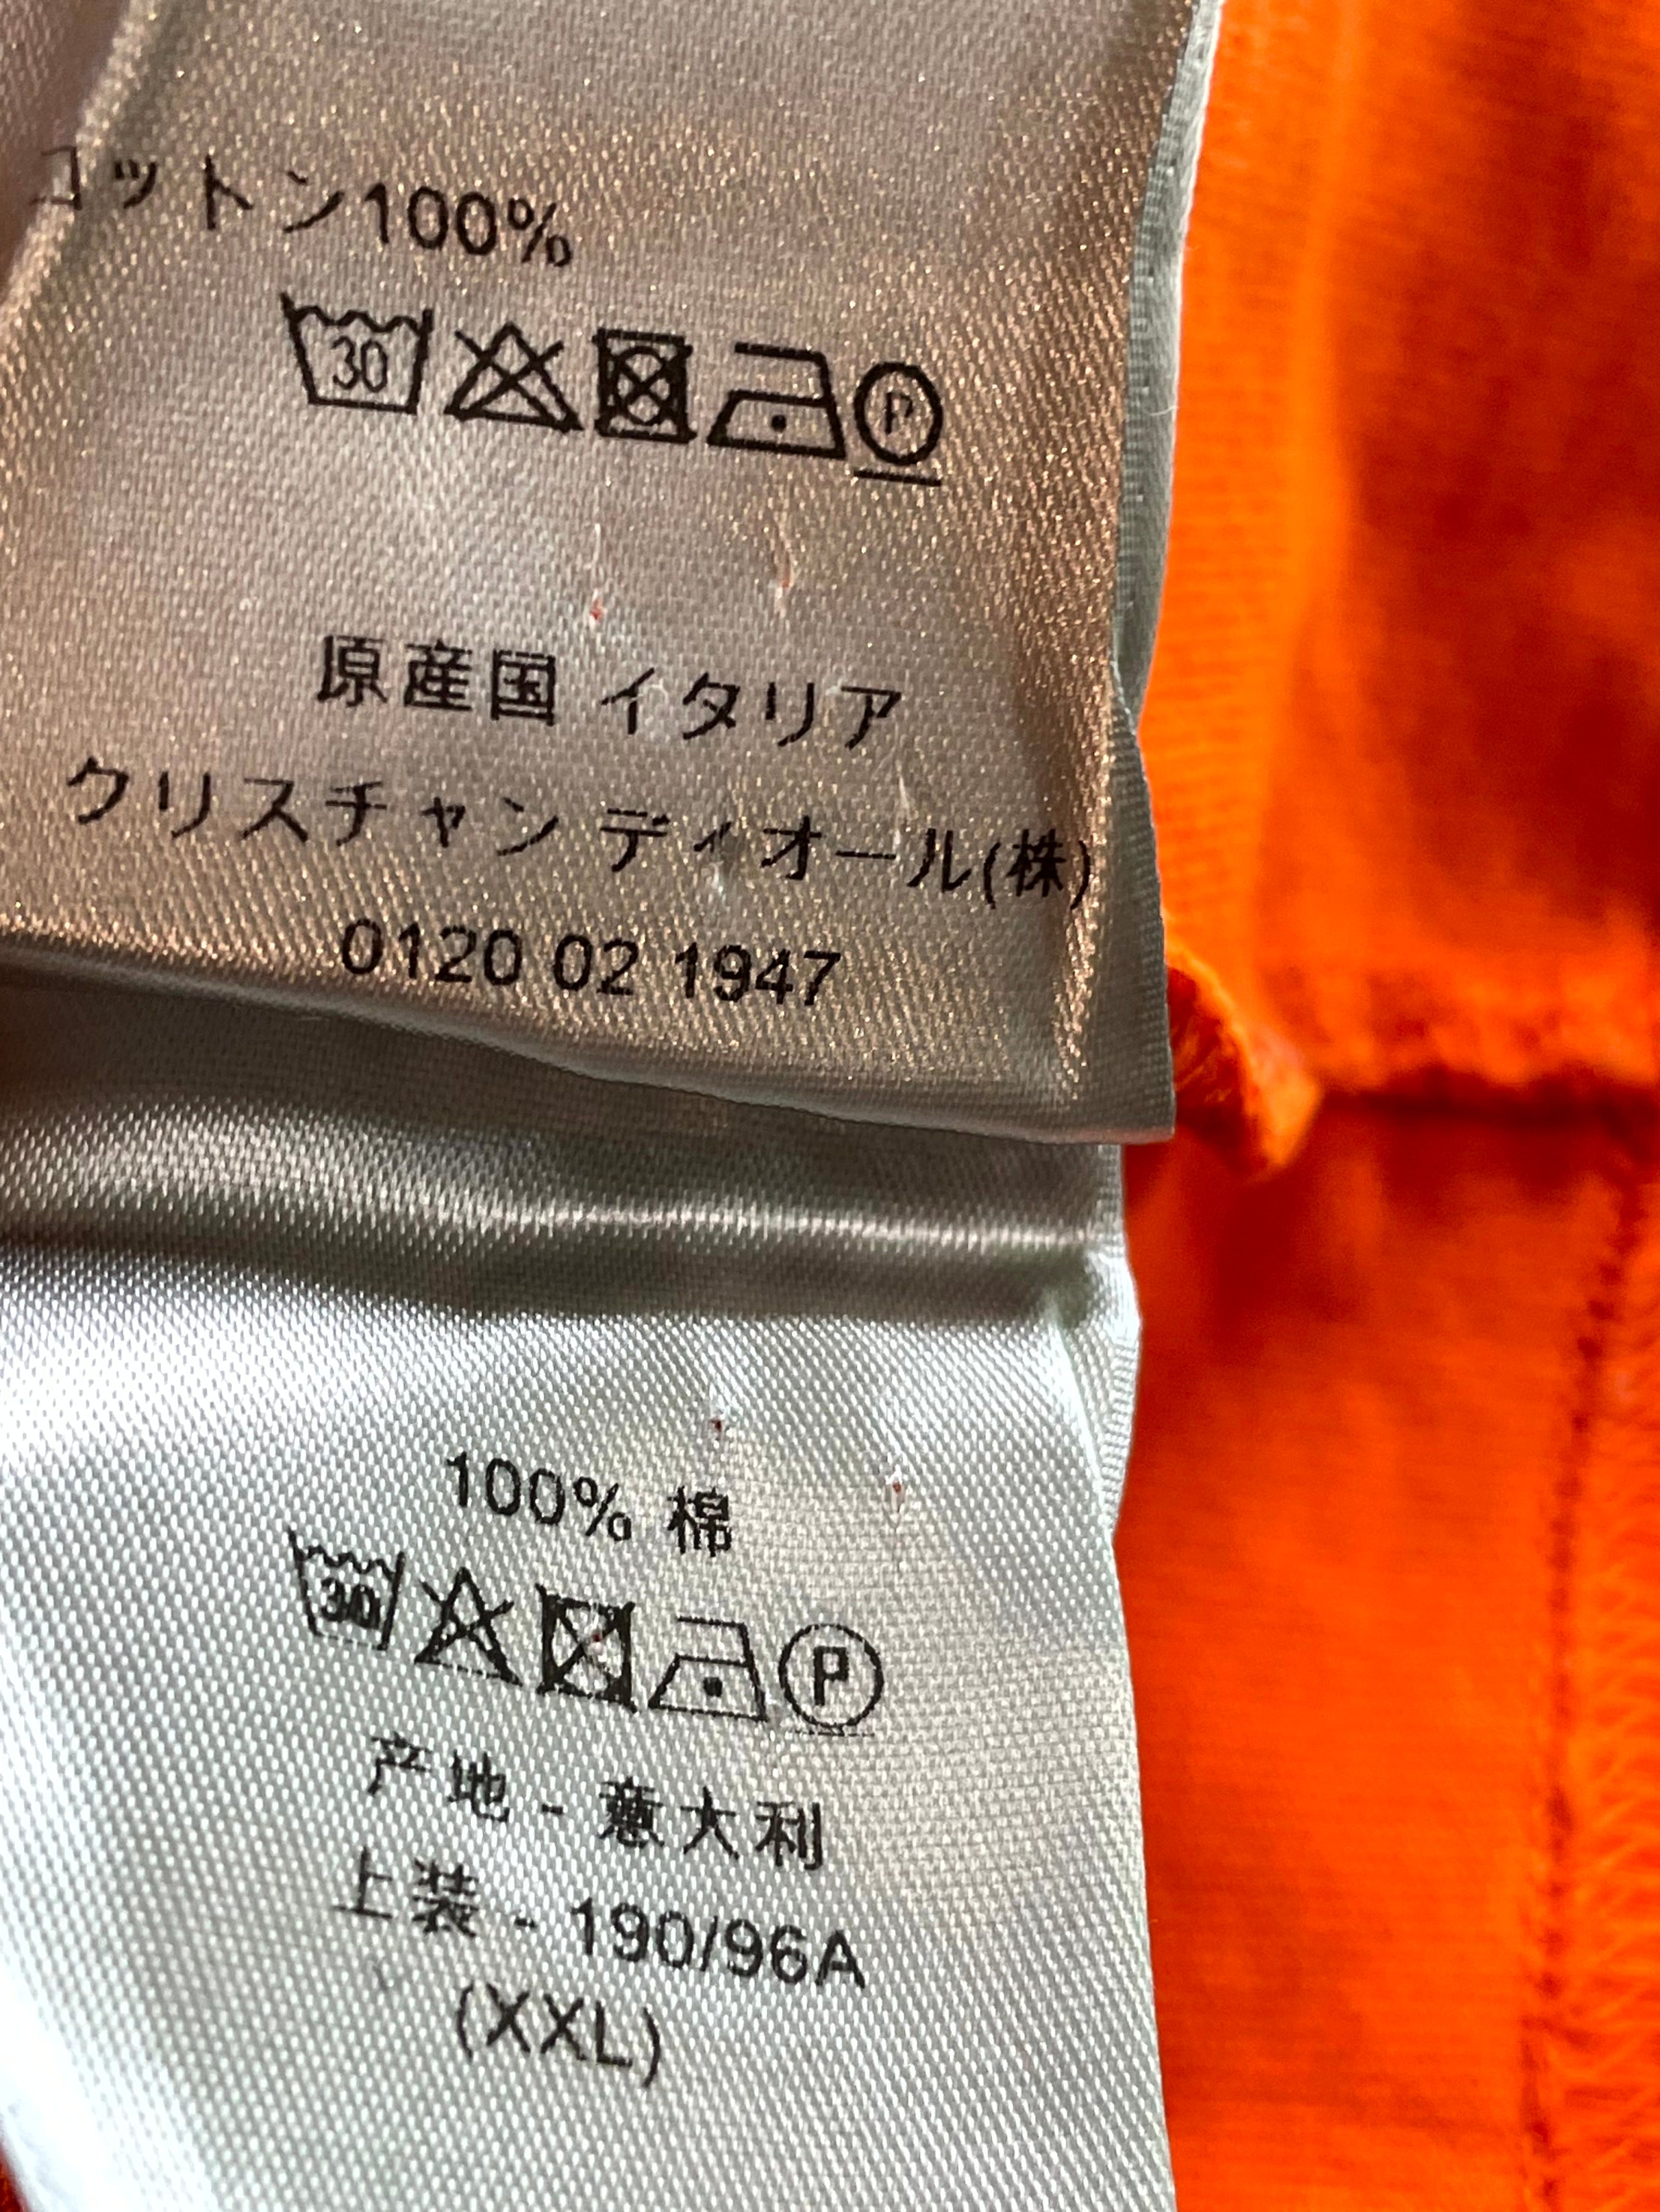 コットン100%
30
P
原産国 イタリア
クリスチャン ディオール(株)
0120 02 1947
100% 棉
30
P
产地 - 意大利
上装 - 190/96A
(XXL)